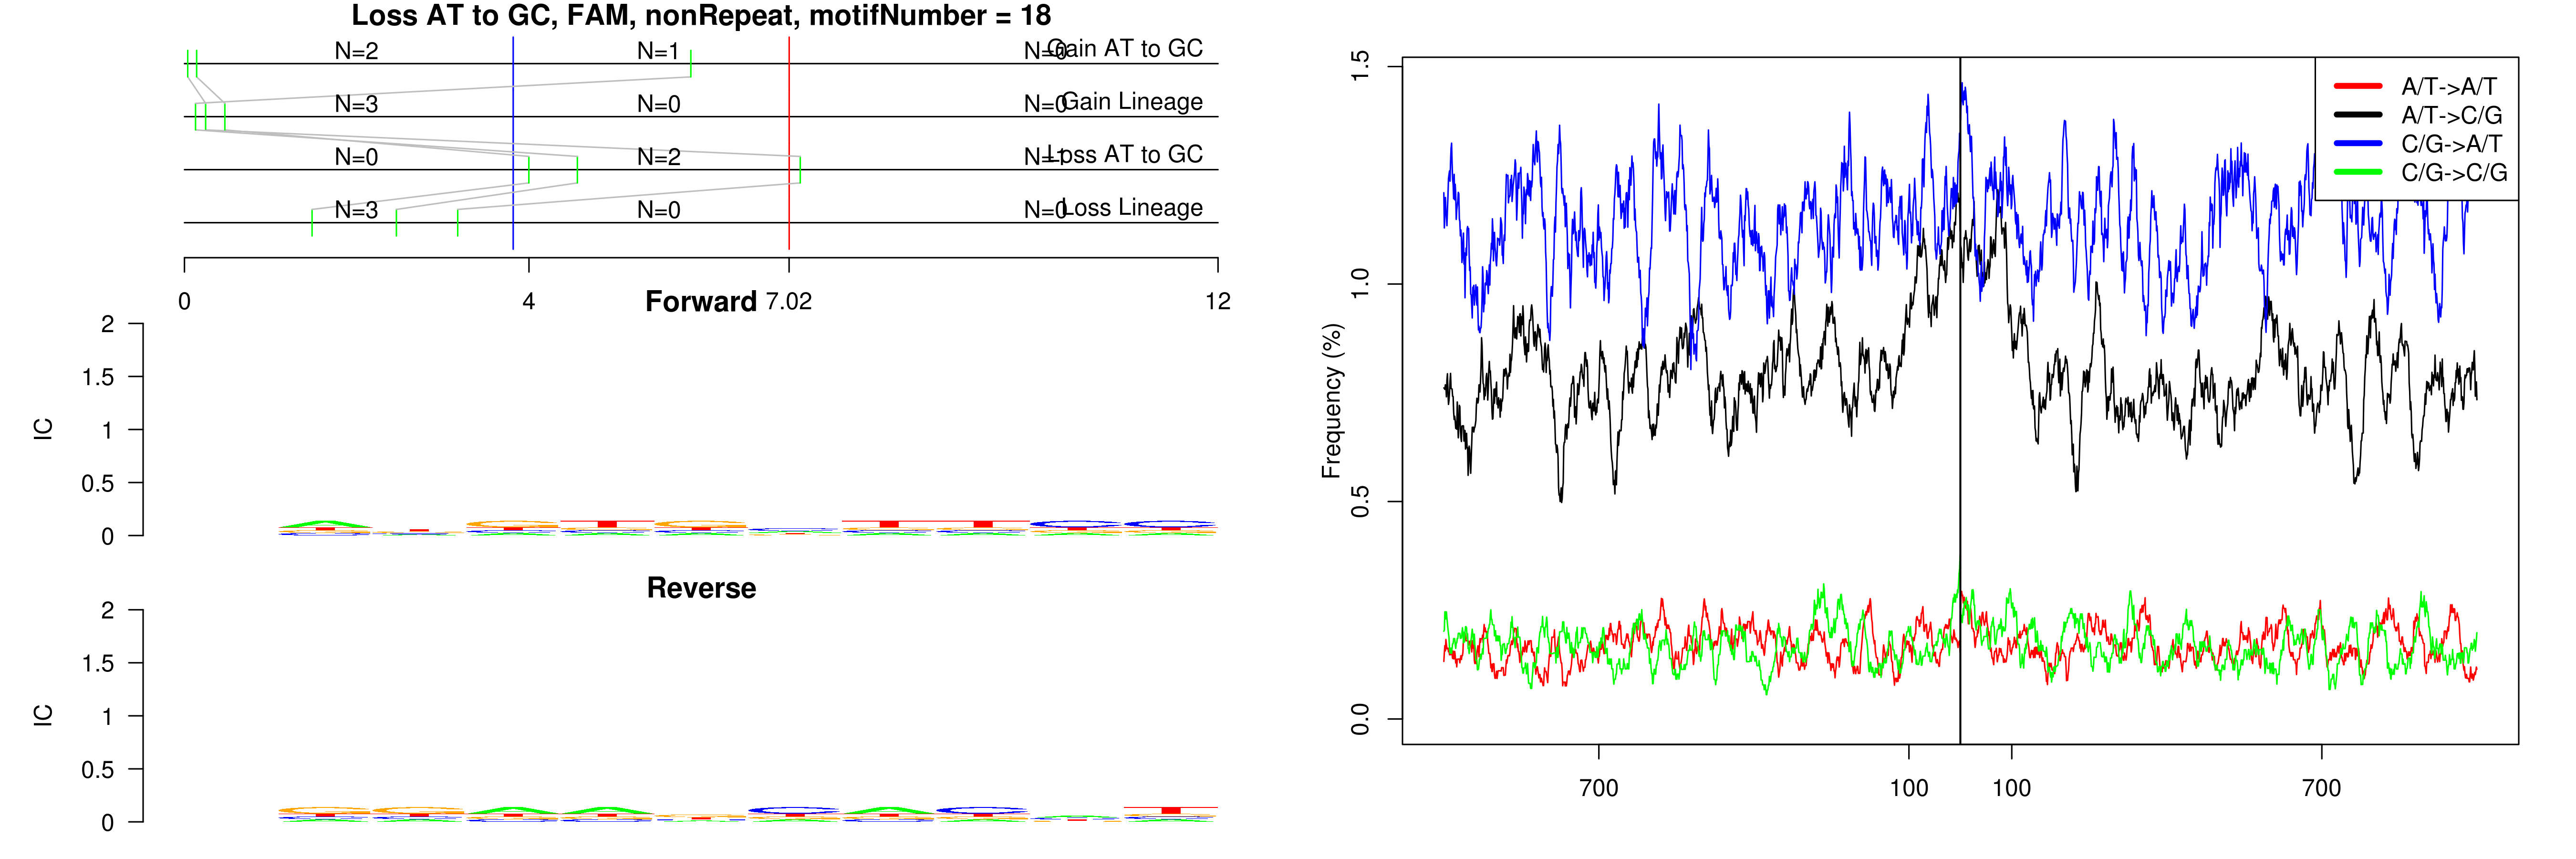 Loss AT to GC, FAM, nonRepeat, motifNumber = 18
N=2 N=1 N=0 Gain AT to GC
N=3 N=0 N=0 Gain Lineage
N=0 N=2 N=1 Loss AT to GC
N=3 N=0 N=0 Loss Lineage
0 4 7.02 12
Forward
2
1.5
1
0.5
0
IC
Reverse
2
1.5
1
0.5
0
IC
1.5
1.0
0.5
0.0
Frequency (%)
A/T->A/T
A/T->C/G
C/G->A/T
C/G->C/G
700 100 100 700